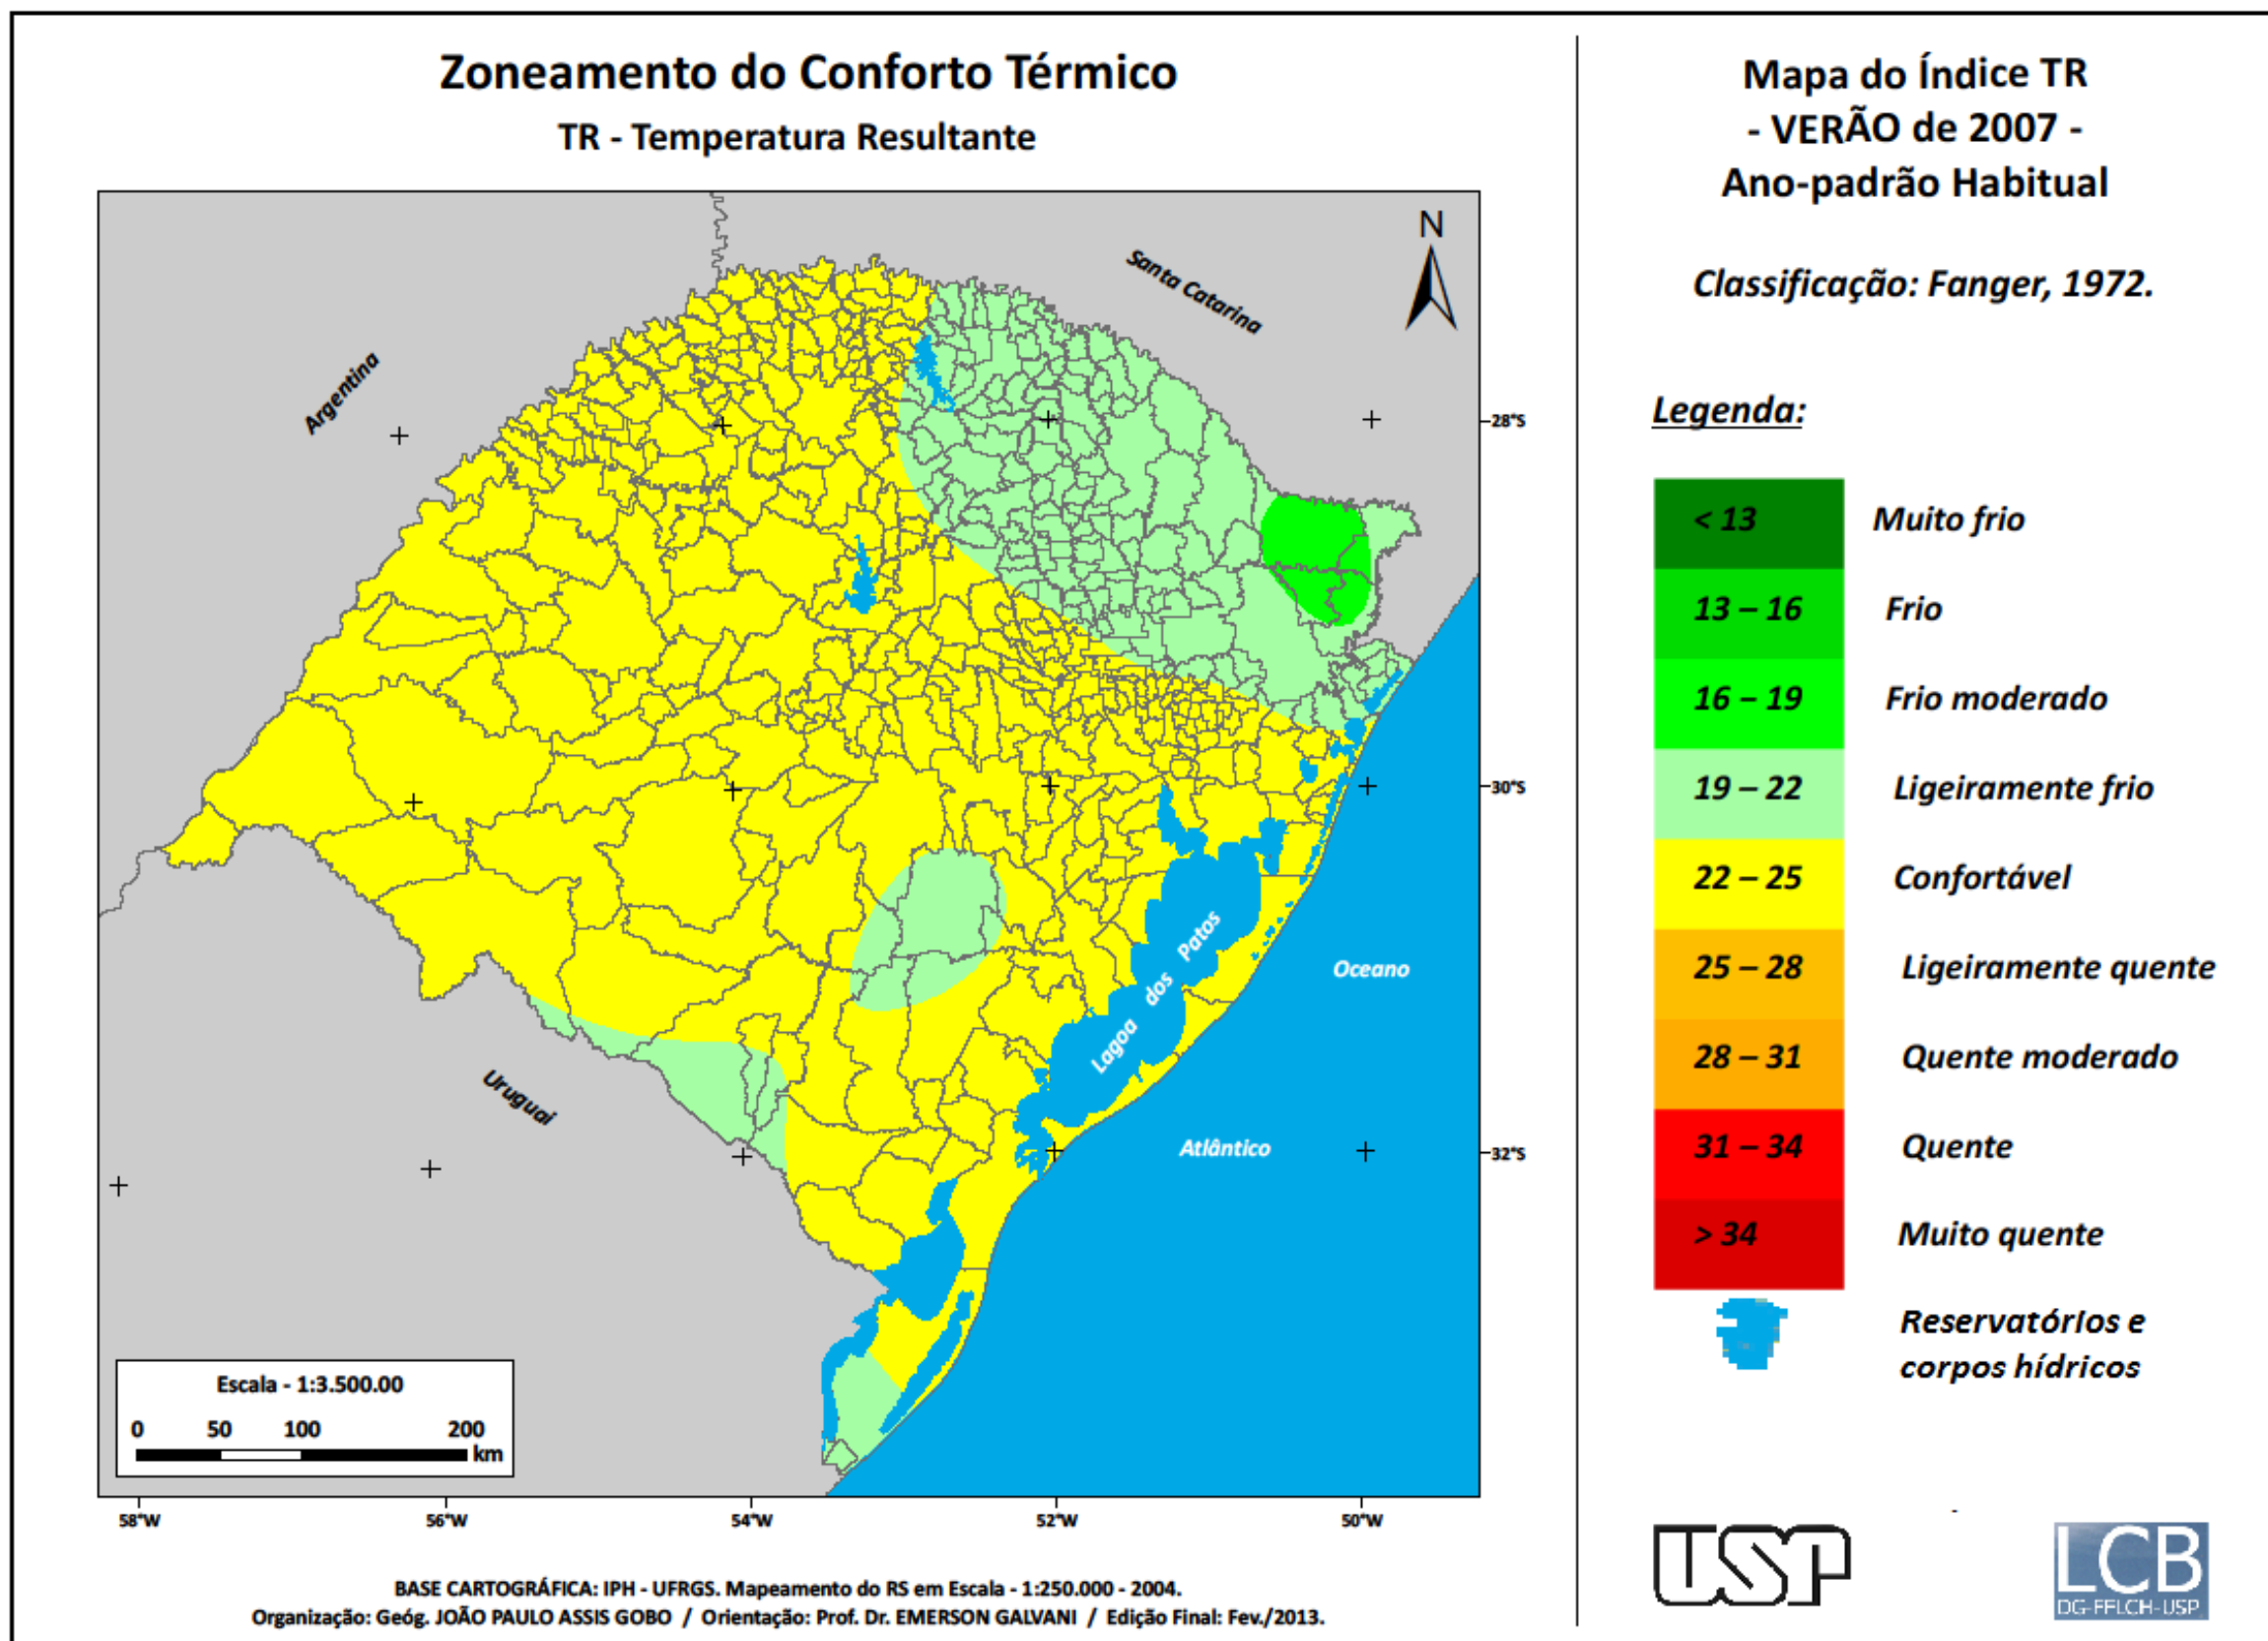 Zoneamento do Conforto Térmico
TR - Temperatura Resultante
N
Santa Catarina
Argentina
28°S
30°S
32°S
Lagoa dos Patos
Oceano
Atlântico
Uruguai
Escala - 1:3.500.00
0 50 100 200
km
58°W 56°W 54°W 52°W 50°W
BASE CARTOGRÁFICA: IPH - UFRGS. Mapeamento do RS em Escala - 1:250.000 - 2004.
Organização: Geóg. JOÃO PAULO ASSIS GOBO / Orientação: Prof. Dr. EMERSON GALVANI / Edição Final: Fev./2013.
Mapa do Índice TR
- VERÃO de 2007 -
Ano-padrão Habitual
Classificação: Fanger, 1972.
Legenda:
< 13 Muito frio
13 – 16 Frio
16 – 19 Frio moderado
19 – 22 Ligeiramente frio
22 – 25 Confortável
25 – 28 Ligeiramente quente
28 – 31 Quente moderado
31 – 34 Quente
> 34 Muito quente
Reservatórios e
corpos hídricos
-
USP
LCB
DG-FFLCH-USP